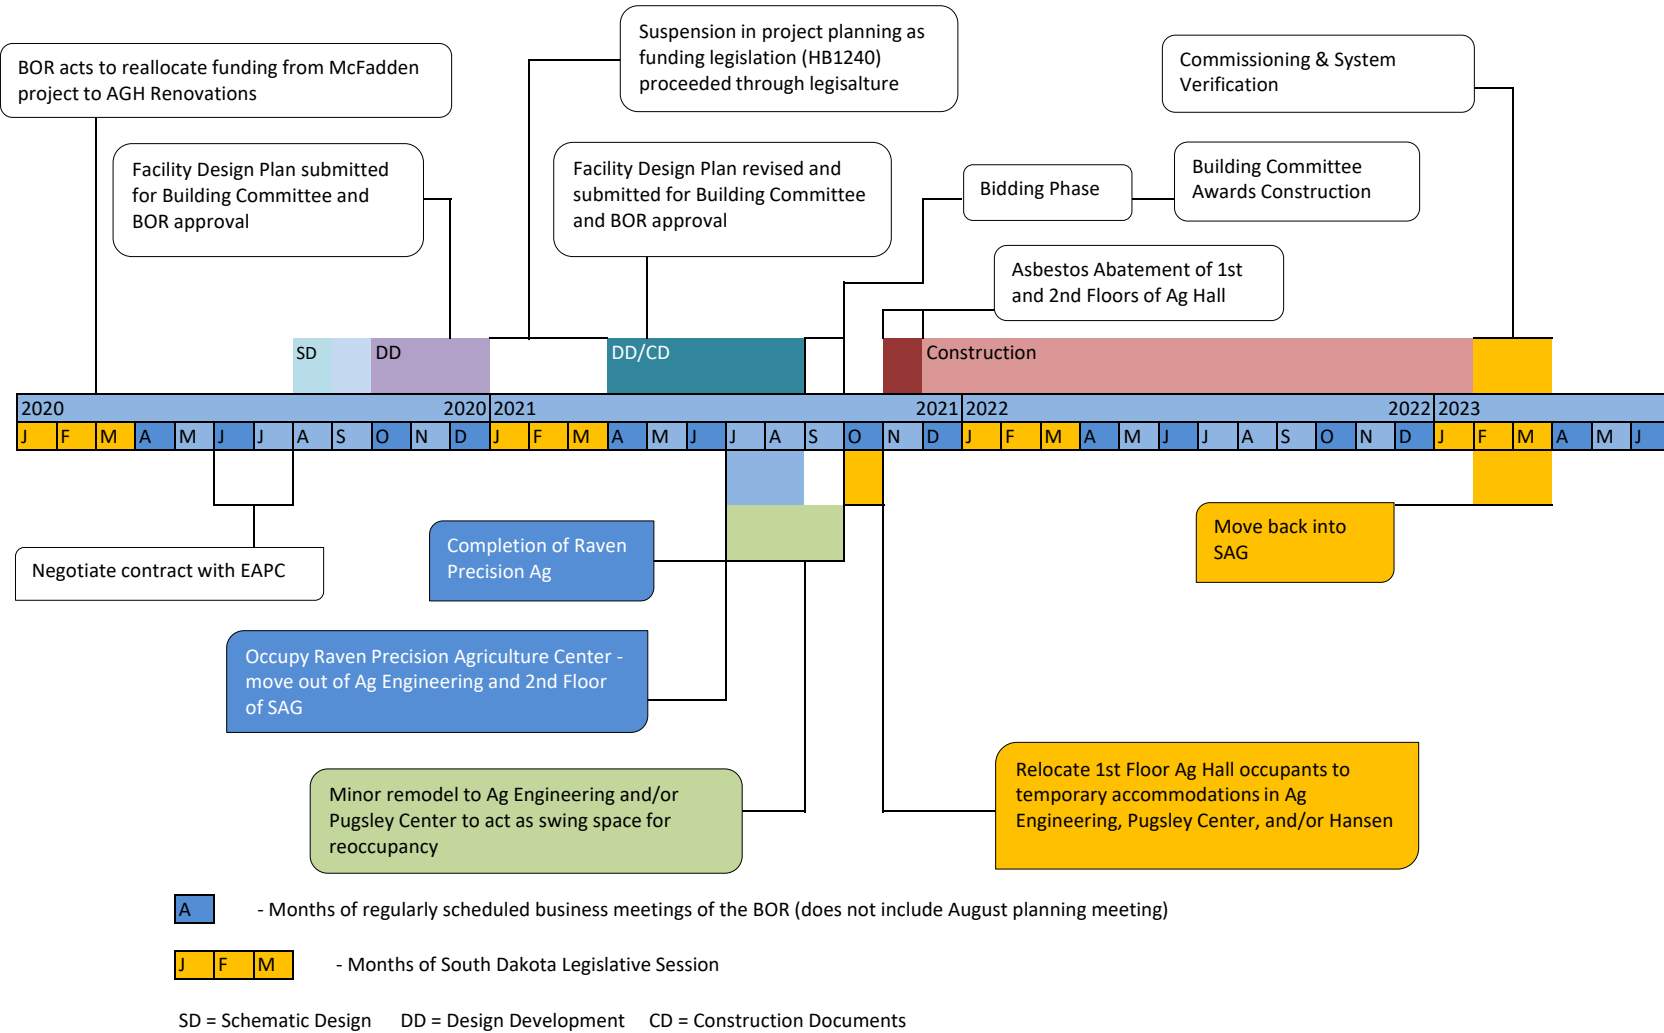 Suspension in project planning as
funding legislation (HB1240)
proceeded through legisalture
BOR acts to reallocate funding from McFadden
project to AGH Renovations
Commissioning & System
Verification
Facility Design Plan submitted
for Building Committee and
BOR approval
Facility Design Plan revised and
submitted for Building Committee
and BOR approval
Bidding Phase
Building Committee
Awards Construction
Asbestos Abatement of 1st
and 2nd Floors of Ag Hall
SD DD DD/CD Construction
2020 2020 2021 2021 2022 2022 2023
J F M A M J J A S O N D J F M A M J J A S O N D J F M A M J J A S O N D J F M A M J
Negotiate contract with EAPC
Completion of Raven
Precision Ag
Move back into
SAG
Occupy Raven Precision Agriculture Center -
move out of Ag Engineering and 2nd Floor
of SAG
Minor remodel to Ag Engineering and/or
Pugsley Center to act as swing space for
reoccupancy
Relocate 1st Floor Ag Hall occupants to
temporary accommodations in Ag
Engineering, Pugsley Center, and/or Hansen
A - Months of regularly scheduled business meetings of the BOR (does not include August planning meeting)
J F M - Months of South Dakota Legislative Session
SD = Schematic Design DD = Design Development CD = Construction Documents